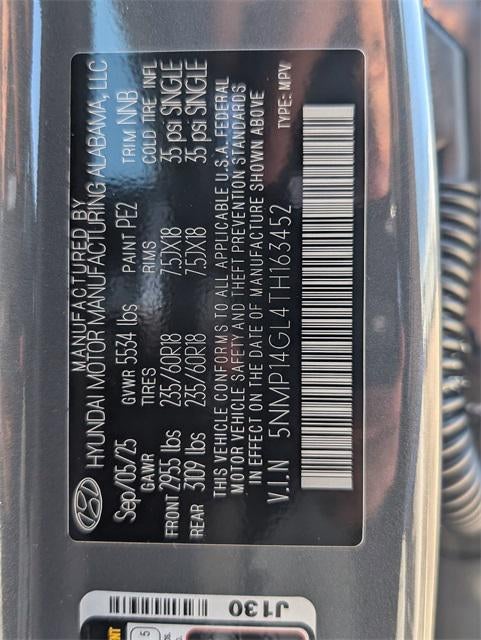 MANUFACTURED BY
HYUNDAI MOTOR MANUFACTURING ALABAMA, LLC
Sep/05/25 GVWR 5534 lbs PAINT PE2 TRIM NNB
GAWR TIRES RIMS COLD TIRE INFL
FRONT 2955 lbs 235/60R18 7.5JX18 35 psi SINGLE
REAR 3109 lbs 235/60R18 7.5JX18 35 psi SINGLE
THIS VEHICLE CONFORMS TO ALL APPLICABLE U.S.A. FEDERAL
MOTOR VEHICLE SAFETY AND THEFT PREVENTION STANDARDS
IN EFFECT ON THE DATE OF MANUFACTURE SHOWN ABOVE
V.I.N 5NMP14GL4TH163452 TYPE: MPV
J130
5